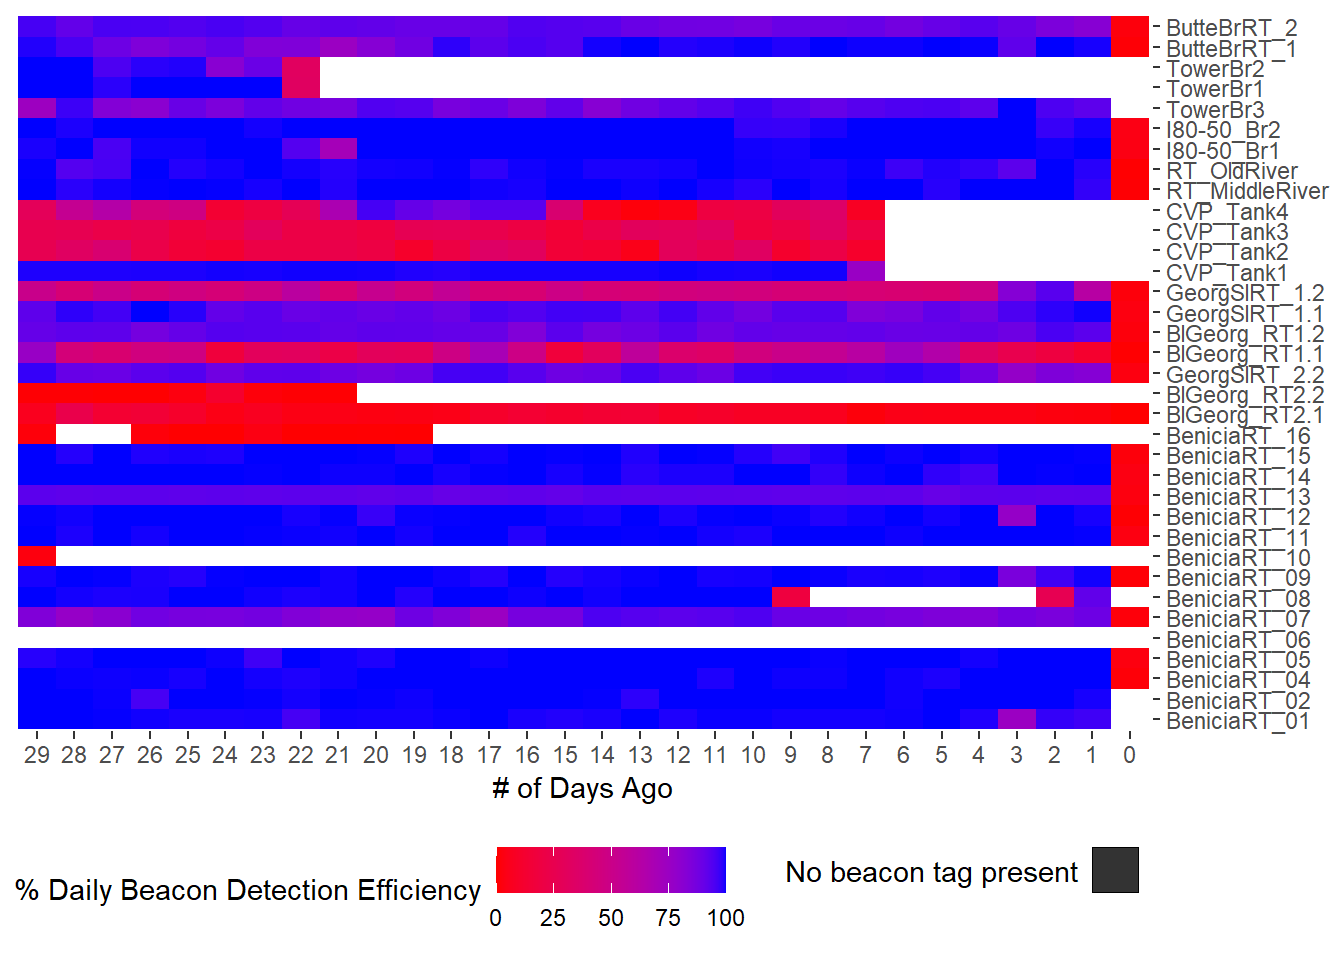 ButteBrRT_2
ButteBrRT_1
TowerBr2
TowerBr1
TowerBr3
I80-50_Br2
I80-50_Br1
RT_OldRiver
RT_MiddleRiver
CVP_Tank4
CVP_Tank3
CVP_Tank2
CVP_Tank1
GeorgSlRT_1.2
GeorgSlRT_1.1
BlGeorg_RT1.2
BlGeorg_RT1.1
GeorgSlRT_2.2
BlGeorg_RT2.2
BlGeorg_RT2.1
BeniciaRT_16
BeniciaRT_15
BeniciaRT_14
BeniciaRT_13
BeniciaRT_12
BeniciaRT_11
BeniciaRT_10
BeniciaRT_09
BeniciaRT_08
BeniciaRT_07
BeniciaRT_06
BeniciaRT_05
BeniciaRT_04
BeniciaRT_02
BeniciaRT_01
29 28 27 26 25 24 23 22 21 20 19 18 17 16 15 14 13 12 11 10 9 8 7 6 5 4 3 2 1 0
# of Days Ago
% Daily Beacon Detection Efficiency
0 25 50 75 100
No beacon tag present